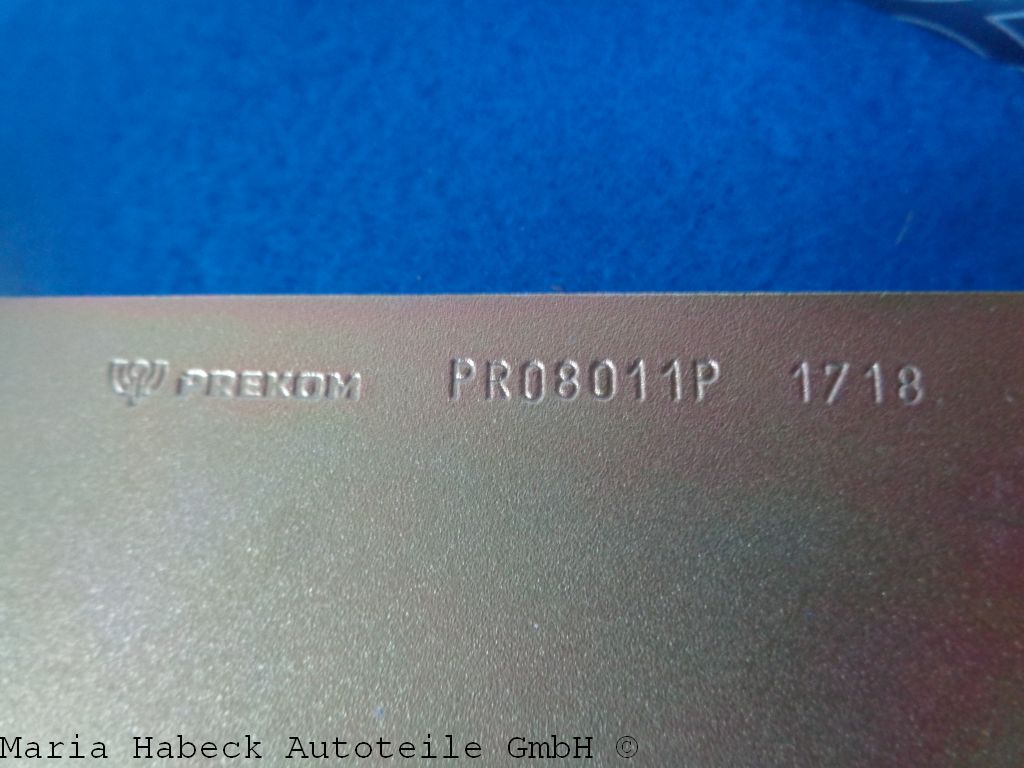 PREKOM PR08011P 1718
Maria Habeck Autoteile GmbH ©